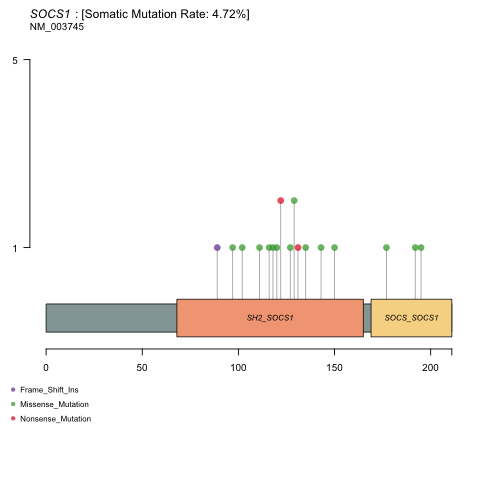 SOCS1 : [Somatic Mutation Rate: 4.72%]
NM_003745
5
1
SH2_SOCS1 SOCS_SOCS1
0 50 100 150 200
Frame_Shift_Ins
Missense_Mutation
Nonsense_Mutation